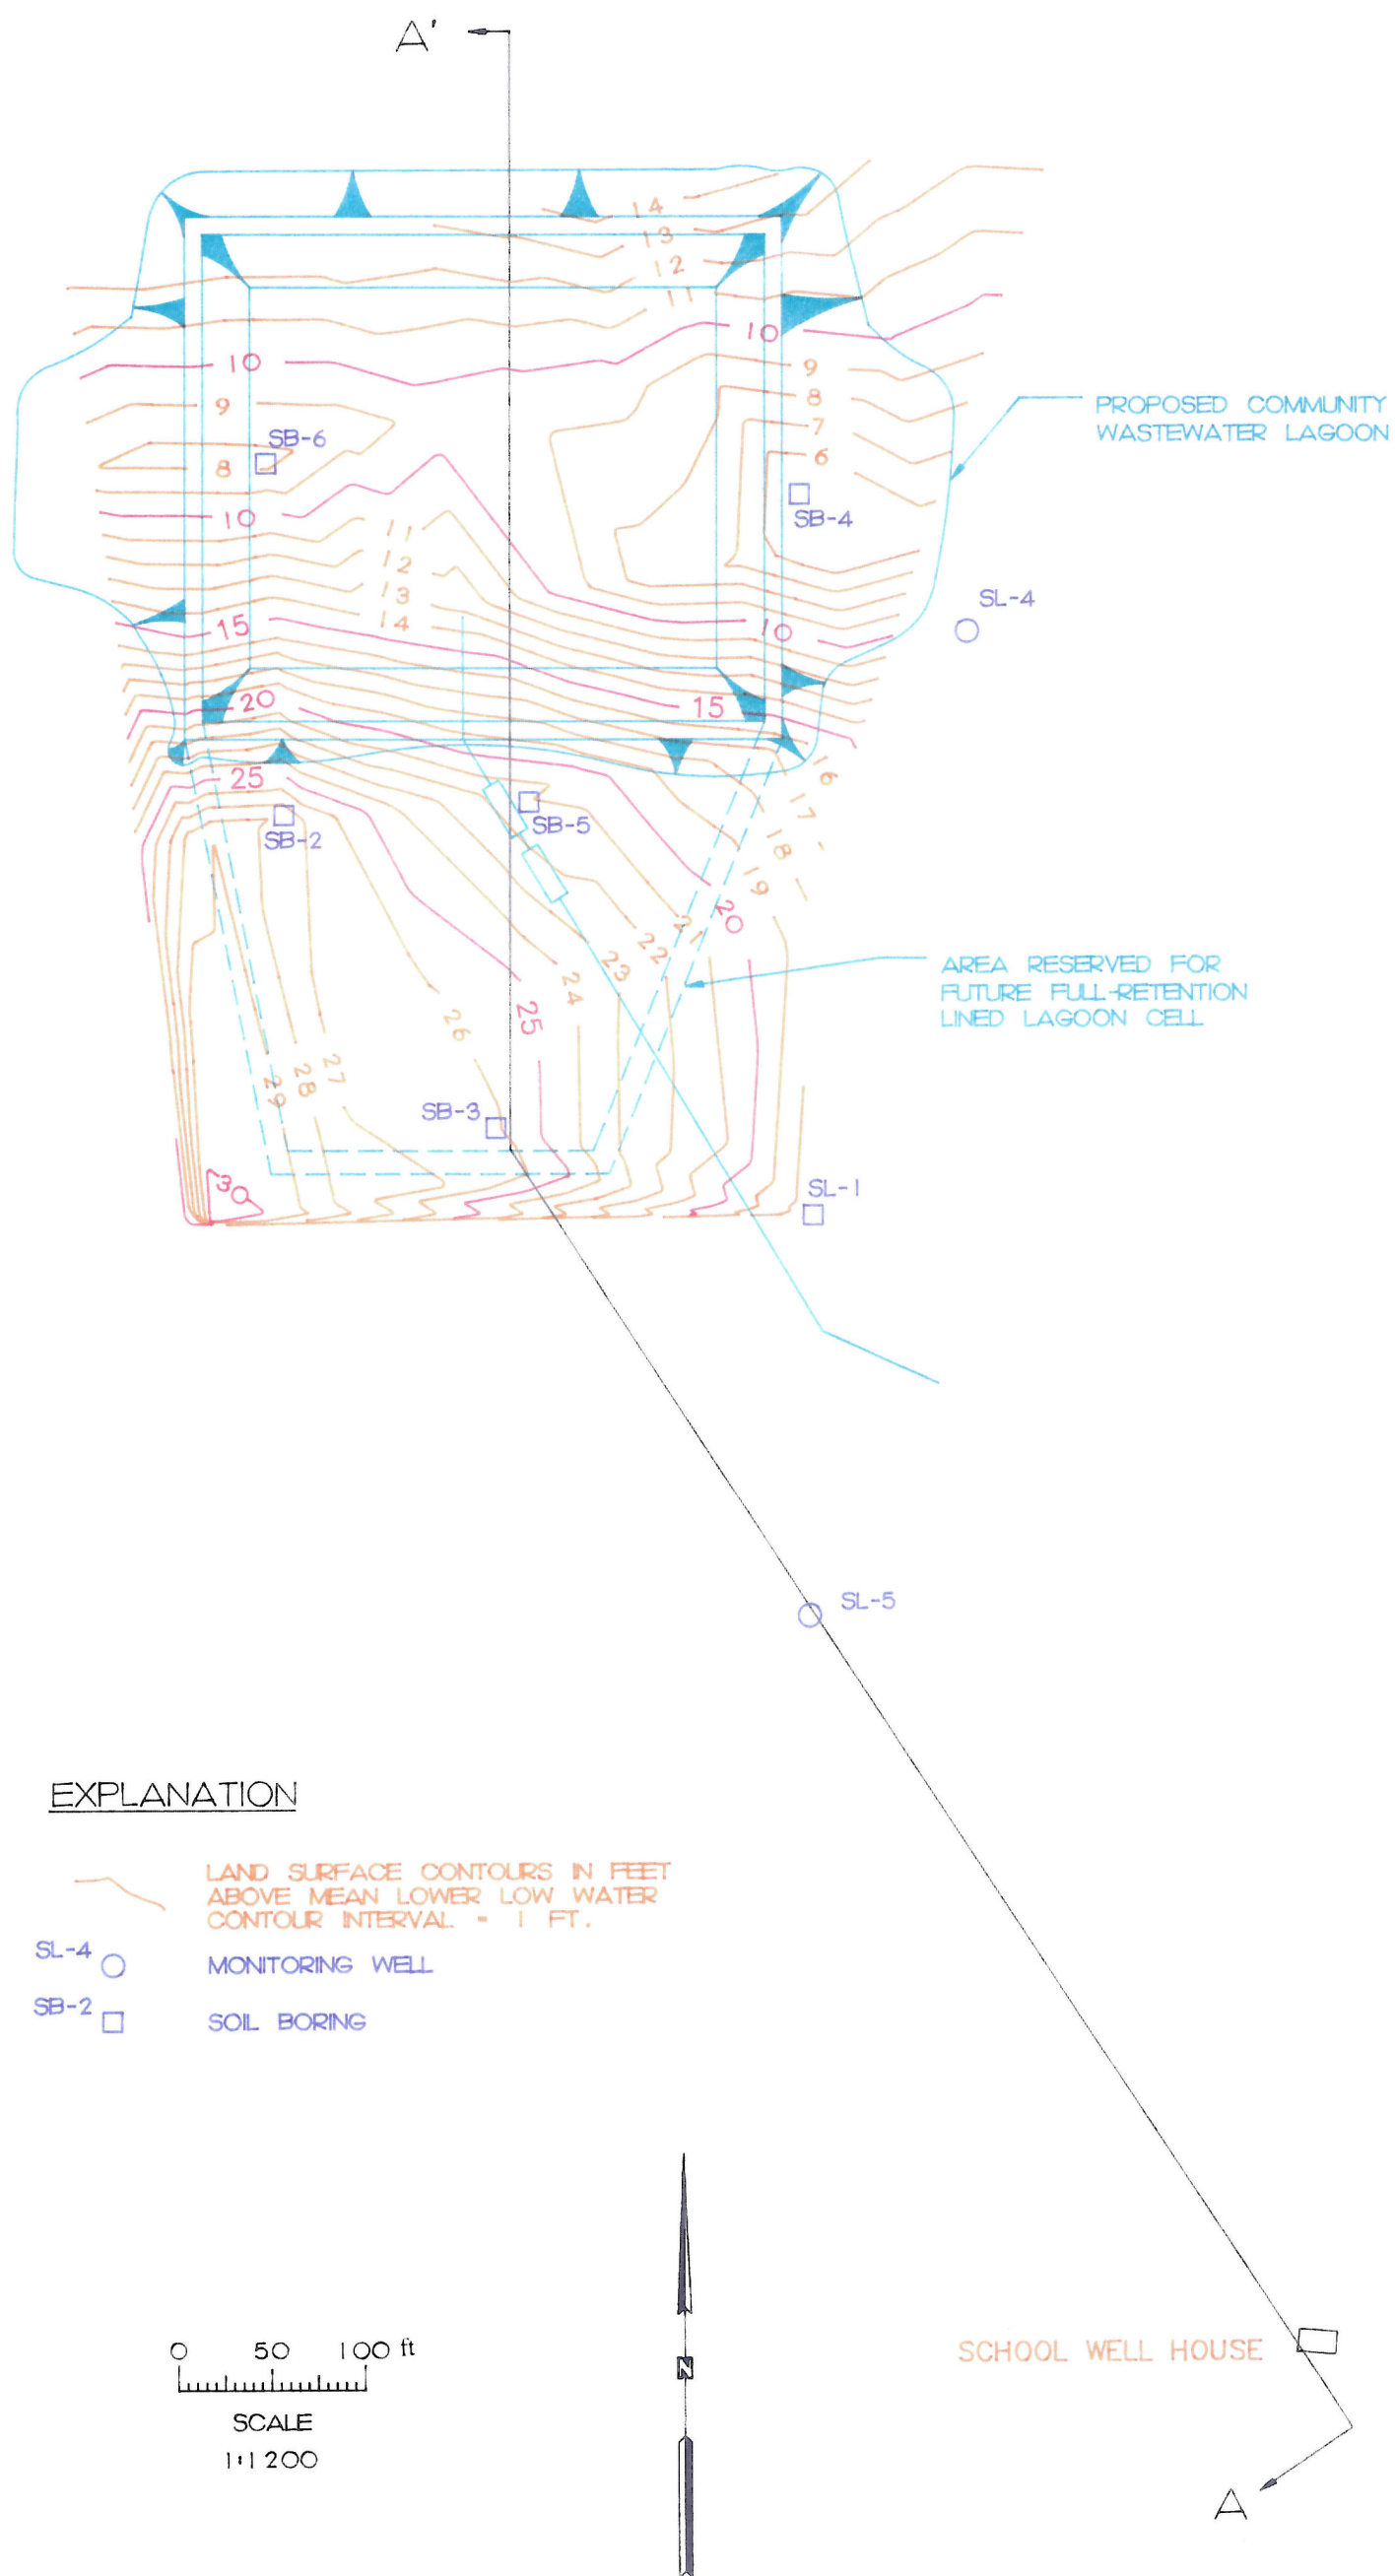 A'
14
13
12
11
10
10
9
9
8
7
6
SB-6
8
PROPOSED COMMUNITY
WASTEWATER LAGOON
SB-4
10
11
12
13
14
SL-4
15
10
20
15
16
25
17
SB-5
SB-2
18
19
20
21
22
23
24
25
26
AREA RESERVED FOR
FUTURE FULL-RETENTION
LINED LAGOON CELL
27
28
29
SB-3
30
SL-1
SL-5
EXPLANATION
LAND SURFACE CONTOURS IN FEET
ABOVE MEAN LOWER LOW WATER
CONTOUR INTERVAL = 1 FT.
SL-4
MONITORING WELL
SB-2
SOIL BORING
0 50 100 ft
SCALE
1:1200
N
SCHOOL WELL HOUSE
A